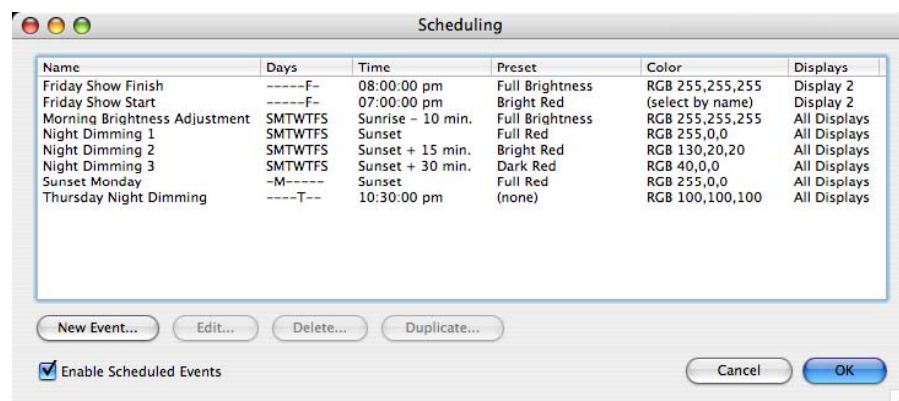 Scheduling
Name Days Time Preset Color Displays
Friday Show Finish -----F- 08:00:00 pm Full Brightness RGB 255,255,255 Display 2
Friday Show Start -----F- 07:00:00 pm Bright Red (select by name) Display 2
Morning Brightness Adjustment SMTWTFS Sunrise - 10 min. Full Brightness RGB 255,255,255 All Displays
Night Dimming 1 SMTWTFS Sunset Full Red RGB 255,0,0 All Displays
Night Dimming 2 SMTWTFS Sunset + 15 min. Bright Red RGB 130,20,20 All Displays
Night Dimming 3 SMTWTFS Sunset + 30 min. Dark Red RGB 40,0,0 All Displays
Sunset Monday -M----- Sunset Full Red RGB 255,0,0 All Displays
Thursday Night Dimming ----T-- 10:30:00 pm (none) RGB 100,100,100 All Displays
New Event... Edit... Delete... Duplicate...
Enable Scheduled Events Cancel OK